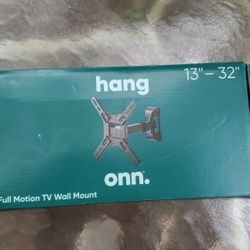 hang
13"– 32"
onn.
Full Motion TV Wall Mount